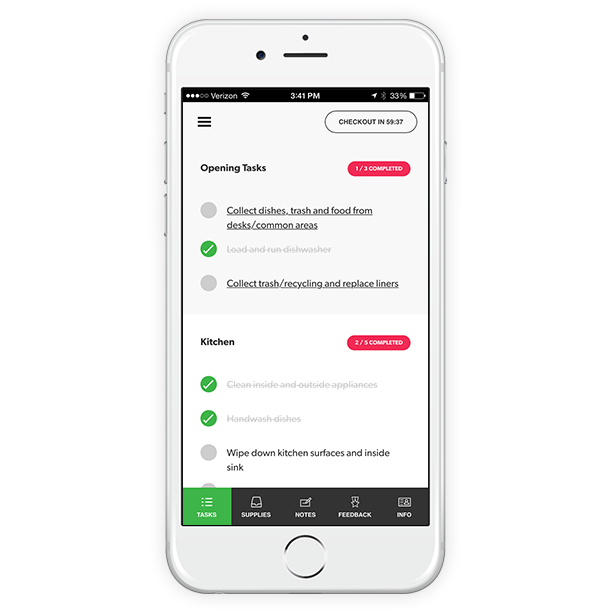 Verizon 3:41 PM 33%
CHECKOUT IN 59:37
Opening Tasks 1 / 3 COMPLETED
Collect dishes, trash and food from
desks/common areas
Load and run dishwasher
Collect trash/recycling and replace liners
Kitchen 2 / 5 COMPLETED
Clean inside and outside appliances
Handwash dishes
Wipe down kitchen surfaces and inside
sink
TASKS SUPPLIES NOTES FEEDBACK INFO